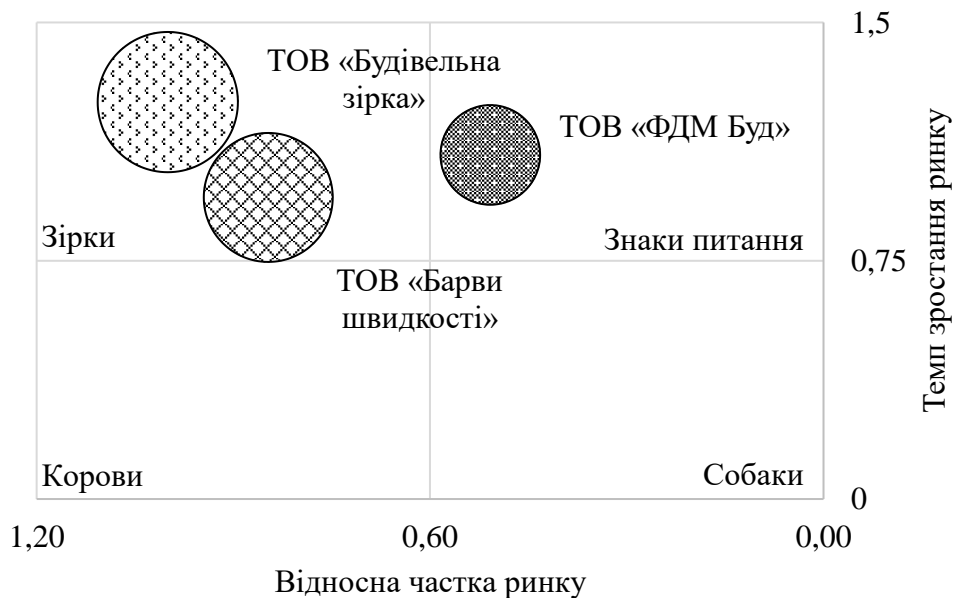 1,5
ТОВ «Будівельна
зірка»
ТОВ «ФДМ Буд»
Зірки
Знаки питання
0,75
ТОВ «Барви
швидкості»
Темп зростання ринку
Корови
Собаки
0
1,20
0,60
0,00
Відносна частка ринку